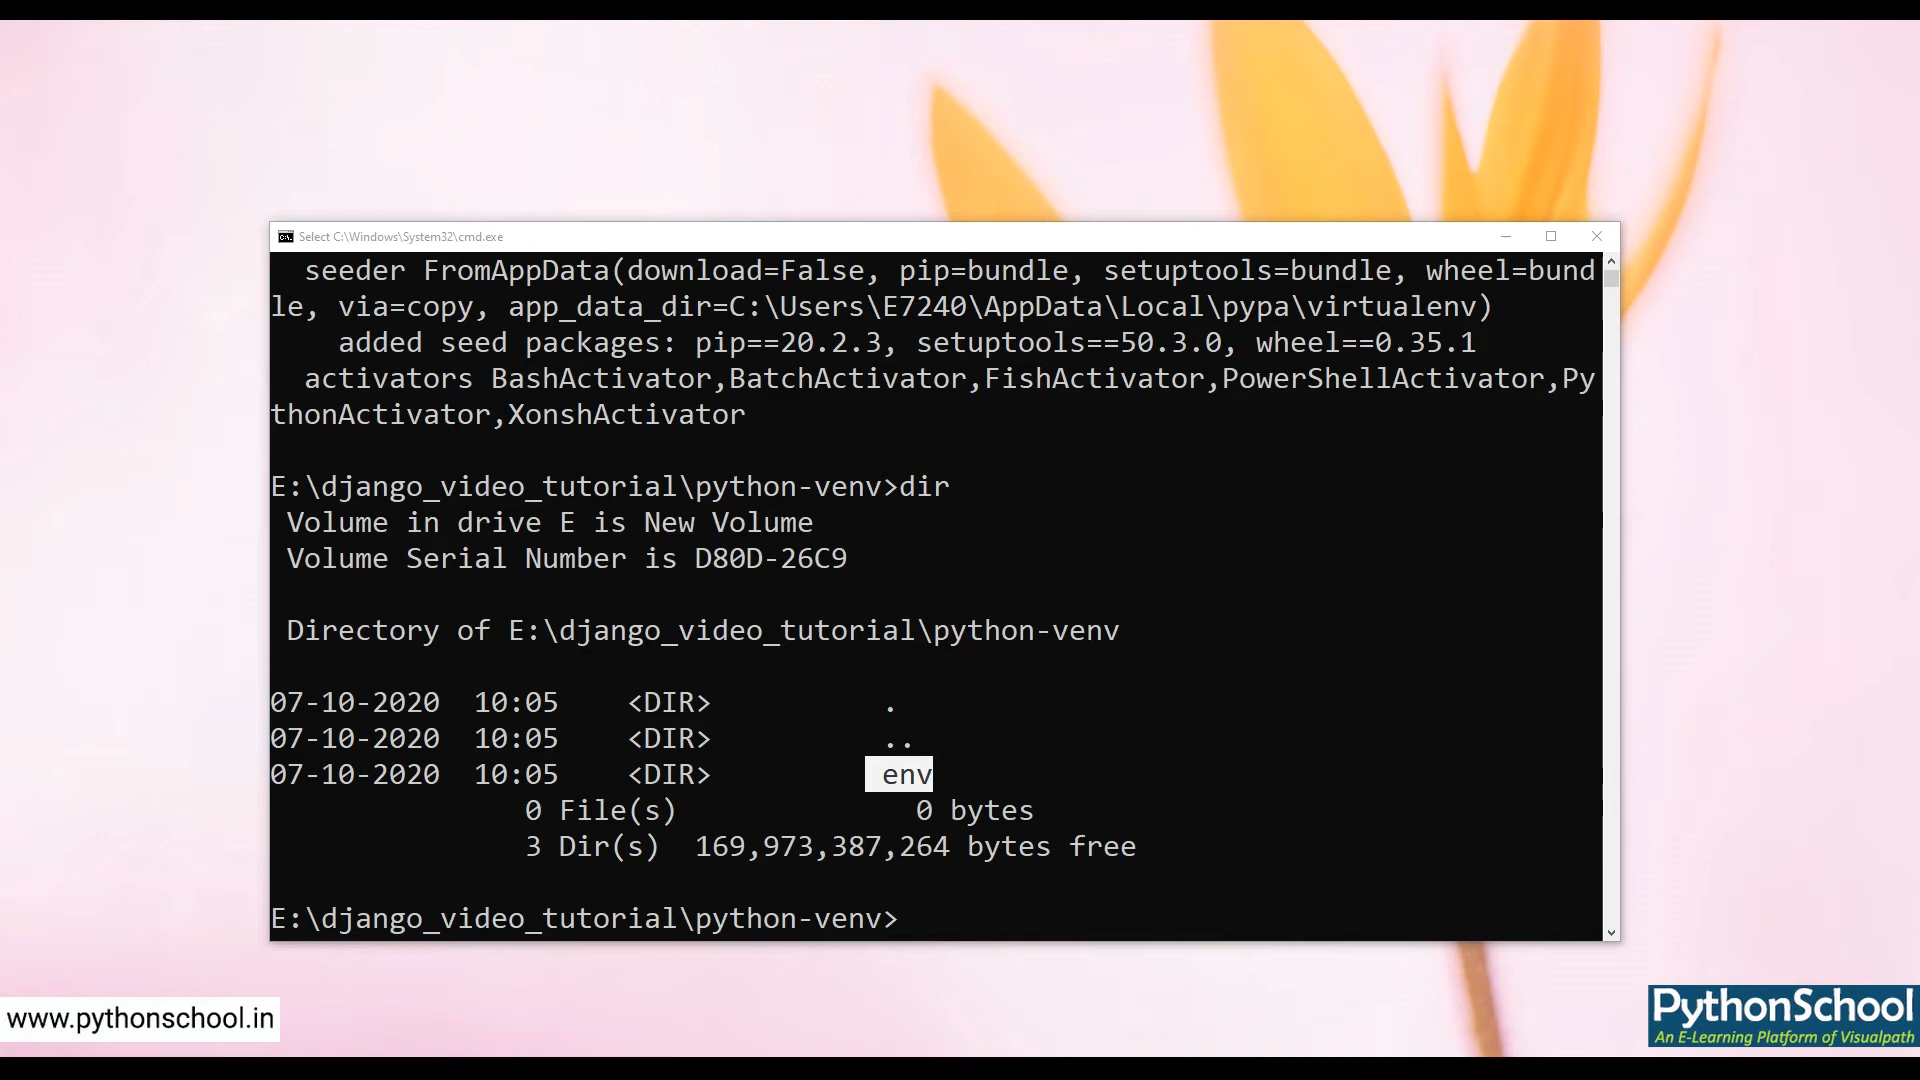 Select C:\Windows\System32\cmd.exe
seeder FromAppData(download=False, pip=bundle, setuptools=bundle, wheel=bund
le, via=copy, app_data_dir=C:\Users\E7240\AppData\Local\pypa\virtualenv)
added seed packages: pip==20.2.3, setuptools==50.3.0, wheel==0.35.1
activators BashActivator,BatchActivator,FishActivator,PowerShellActivator,Py
thonActivator,XonshActivator
E:\django_video_tutorial\python-venv>dir
Volume in drive E is New Volume
Volume Serial Number is D80D-26C9
Directory of E:\django_video_tutorial\python-venv
07-10-2020  10:05    <DIR>          .
07-10-2020  10:05    <DIR>          ..
07-10-2020  10:05    <DIR>          env
0 File(s)              0 bytes
3 Dir(s)  169,973,387,264 bytes free
E:\django_video_tutorial\python-venv>
www.pythonschool.in
PythonSchool
An E-Learning Platform of Visualpath